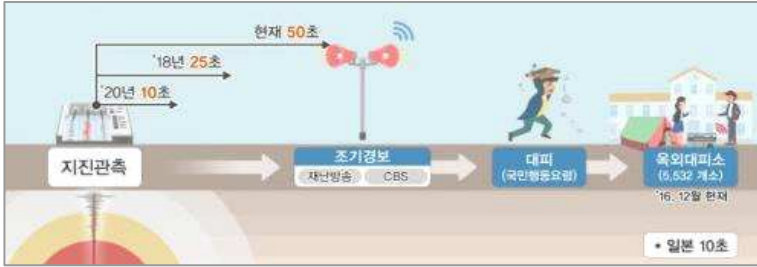 현재 50초
'18년 25초
'20년 10초
지진관측
조기경보
재난방송 CBS
대피
(국민행동요령)
옥외대피소
(5,532 개소)
'16. 12월 현재
* 일본 10초